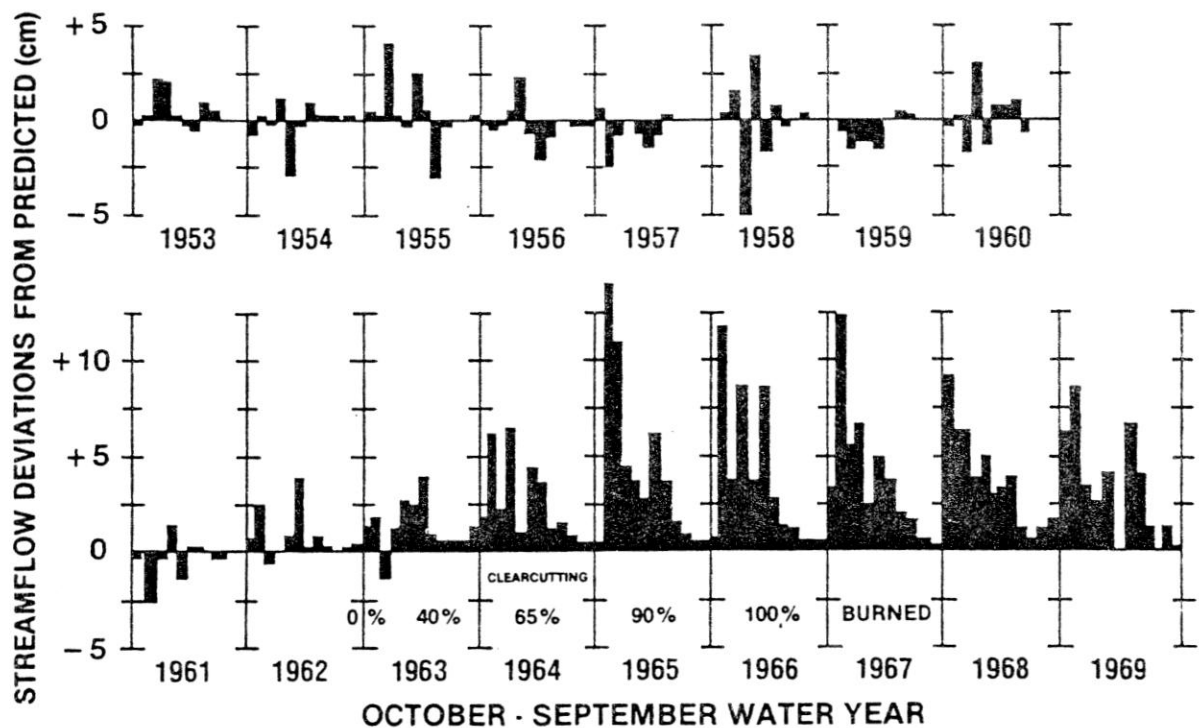 STREAMFLOW DEVIATIONS FROM PREDICTED (cm)
+5
0
-5
1953 1954 1955 1956 1957 1958 1959 1960
+10
+5
0
-5
CLEARCUTTING
0% 40% 65% 90% 100% BURNED
1961 1962 1963 1964 1965 1966 1967 1968 1969
OCTOBER - SEPTEMBER WATER YEAR